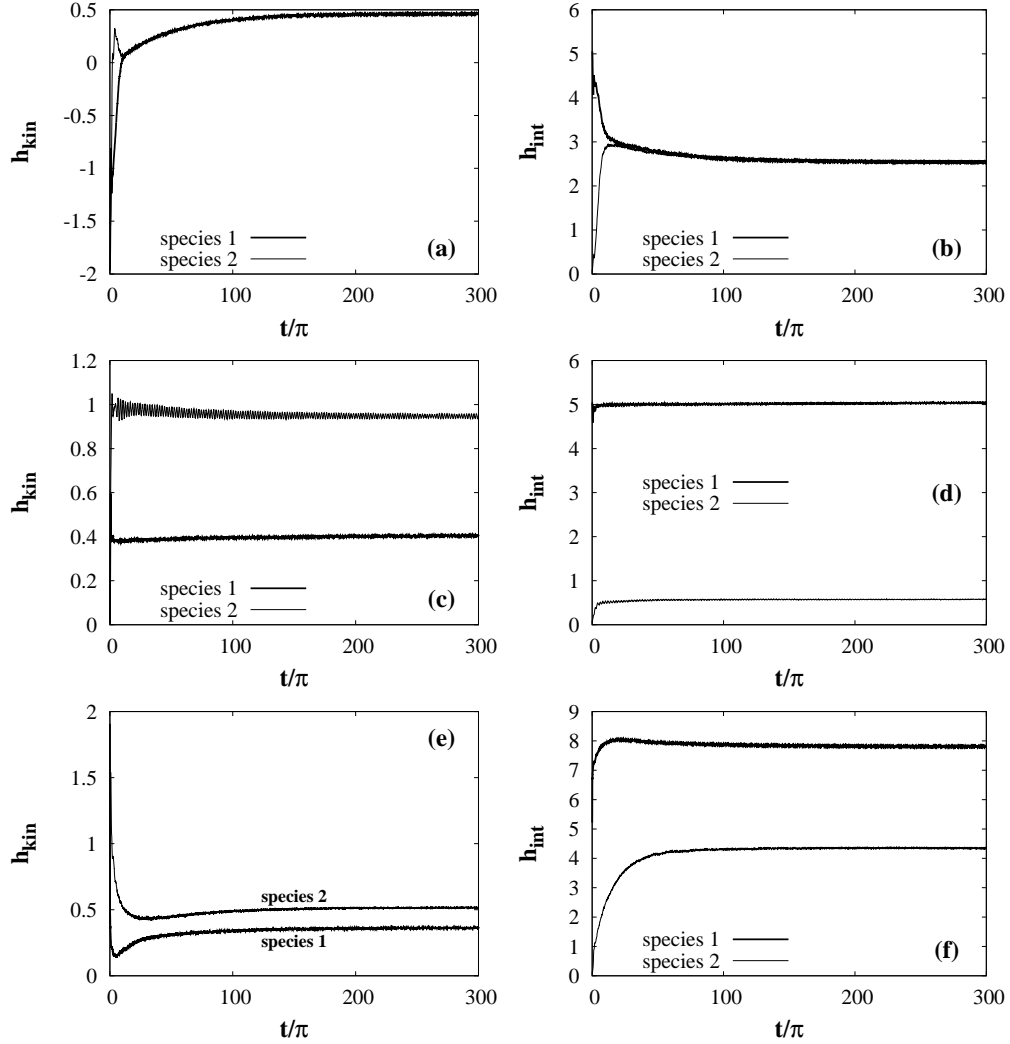 0.5
0
-0.5
-1
-1.5
-2
h_kin
species 1
species 2
(a)
0 100 200 300
t/π
6
5
4
3
2
1
0
h_int
species 1
species 2
(b)
0 100 200 300
t/π
1.2
1
0.8
0.6
0.4
0.2
0
h_kin
species 1
species 2
(c)
0 100 200 300
t/π
6
5
4
3
2
1
0
h_int
species 1
species 2
(d)
0 100 200 300
t/π
2
1.5
1
0.5
0
h_kin
(e)
species 2
species 1
0 100 200 300
t/π
9
8
7
6
5
4
3
2
1
0
h_int
species 1
species 2
(f)
0 100 200 300
t/π